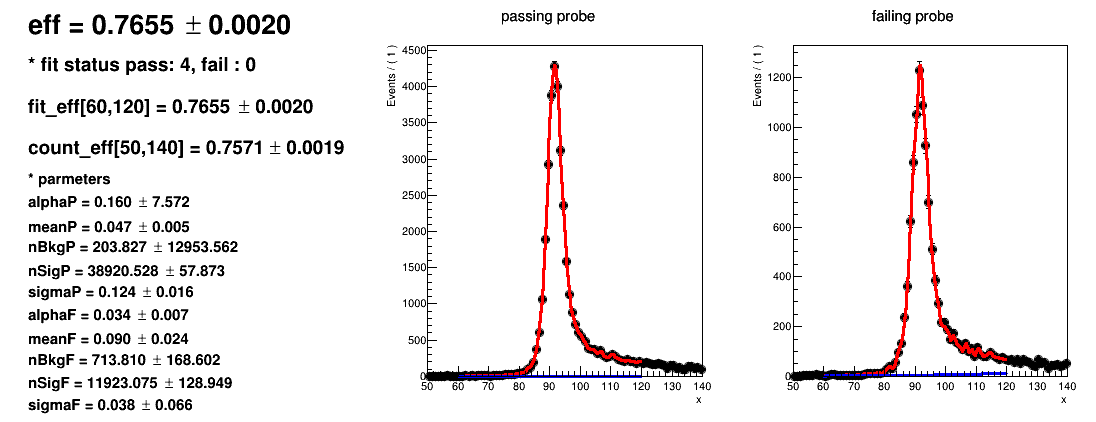 eff = 0.7655 ± 0.0020
* fit status pass: 4, fail : 0
fit_eff[60,120] = 0.7655 ± 0.0020
count_eff[50,140] = 0.7571 ± 0.0019
* parmeters
alphaP = 0.160 ± 7.572
meanP = 0.047 ± 0.005
nBkgP = 203.827 ± 12953.562
nSigP = 38920.528 ± 57.873
sigmaP = 0.124 ± 0.016
alphaF = 0.034 ± 0.007
meanF = 0.090 ± 0.024
nBkgF = 713.810 ± 168.602
nSigF = 11923.075 ± 128.949
sigmaF = 0.038 ± 0.066
passing probe
Events / ( 1 )
4500
4000
3500
3000
2500
2000
1500
1000
500
0
50 60 70 80 90 100 110 120 130 140
x
failing probe
Events / ( 1 )
1200
1000
800
600
400
200
0
50 60 70 80 90 100 110 120 130 140
x